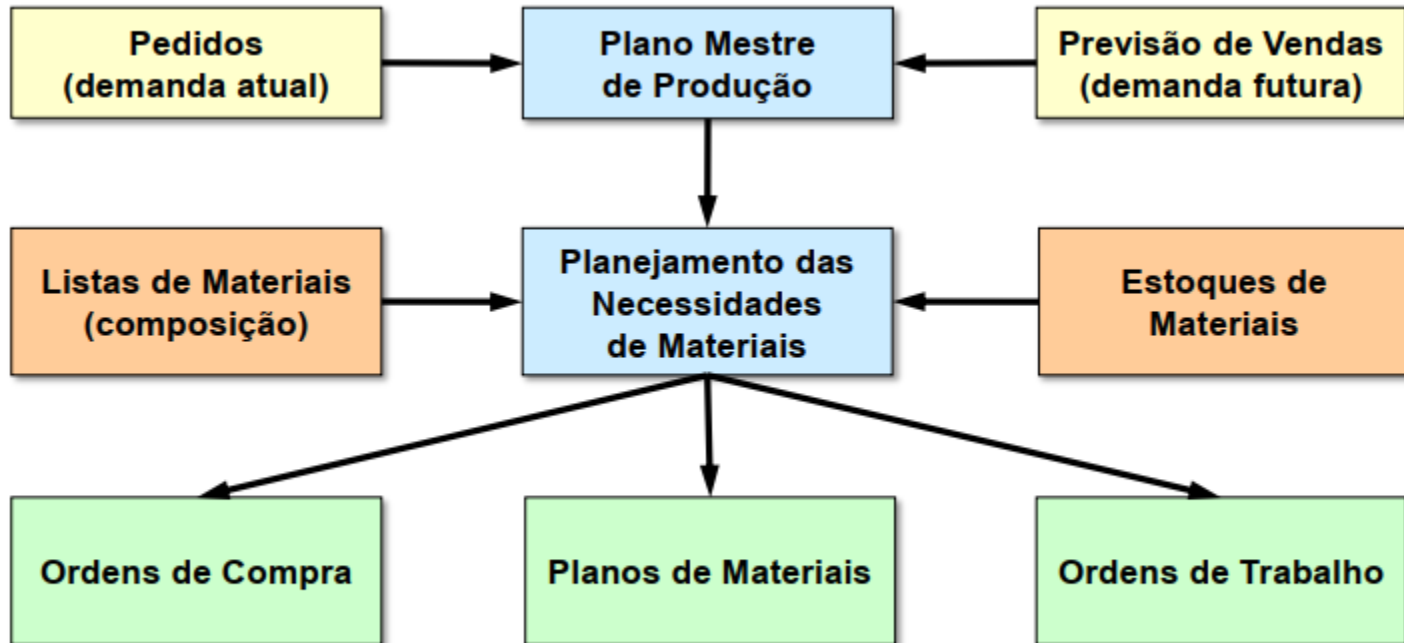 Pedidos
(demanda atual)
Plano Mestre
de Produção
Previsão de Vendas
(demanda futura)
Listas de Materiais
(composição)
Planejamento das
Necessidades
de Materiais
Estoques de
Materiais
Ordens de Compra
Planos de Materiais
Ordens de Trabalho